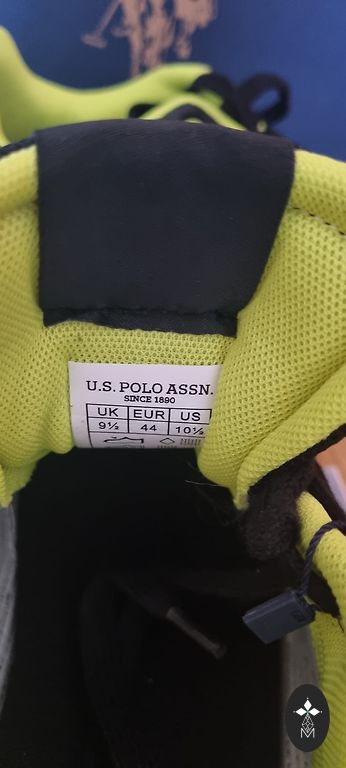 U.S. POLO ASSN.
SINCE 1890
UK EUR US
9½ 44 10½
M